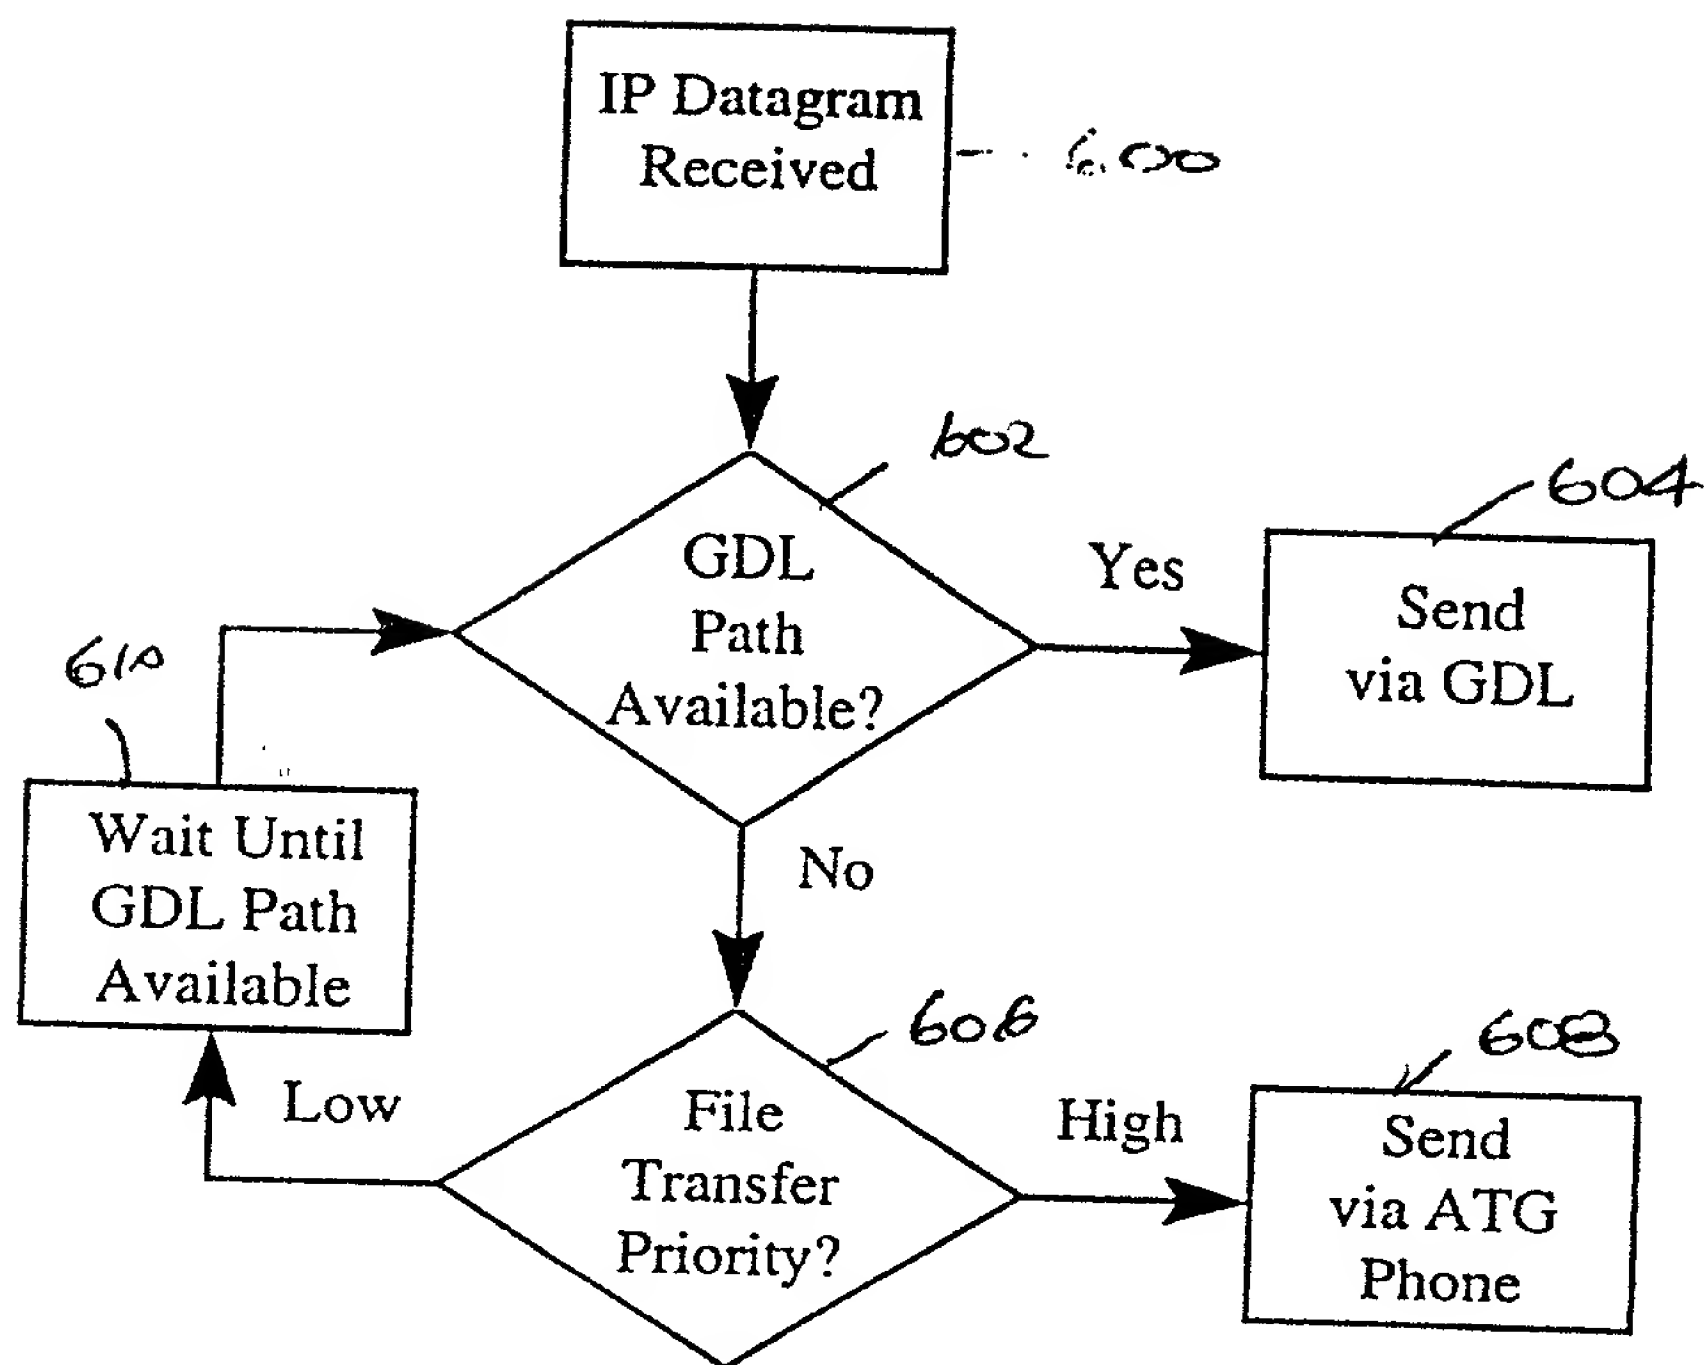 IP Datagram
Received
600
602
GDL
Path
Available?
Yes
604
Send
via GDL
610
Wait Until
GDL Path
Available
No
606
Low
File
Transfer
Priority?
High
608
Send
via ATG
Phone